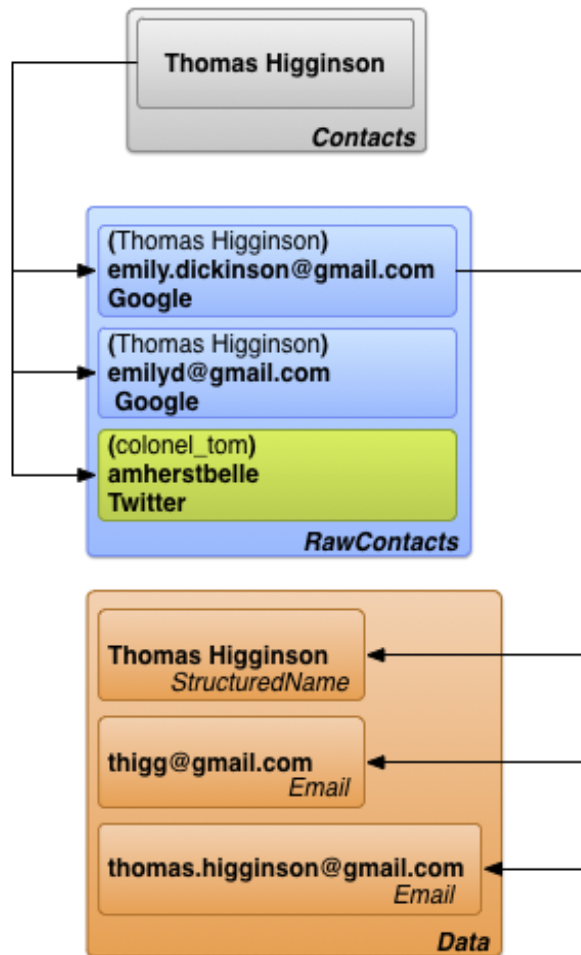 Thomas Higginson
Contacts
(Thomas Higginson)
emily.dickinson@gmail.com
Google
(Thomas Higginson)
emilyd@gmail.com
Google
(colonel_tom)
amherstbelle
Twitter
RawContacts
Thomas Higginson
StructuredName
thigg@gmail.com
Email
thomas.higginson@gmail.com
Email
Data